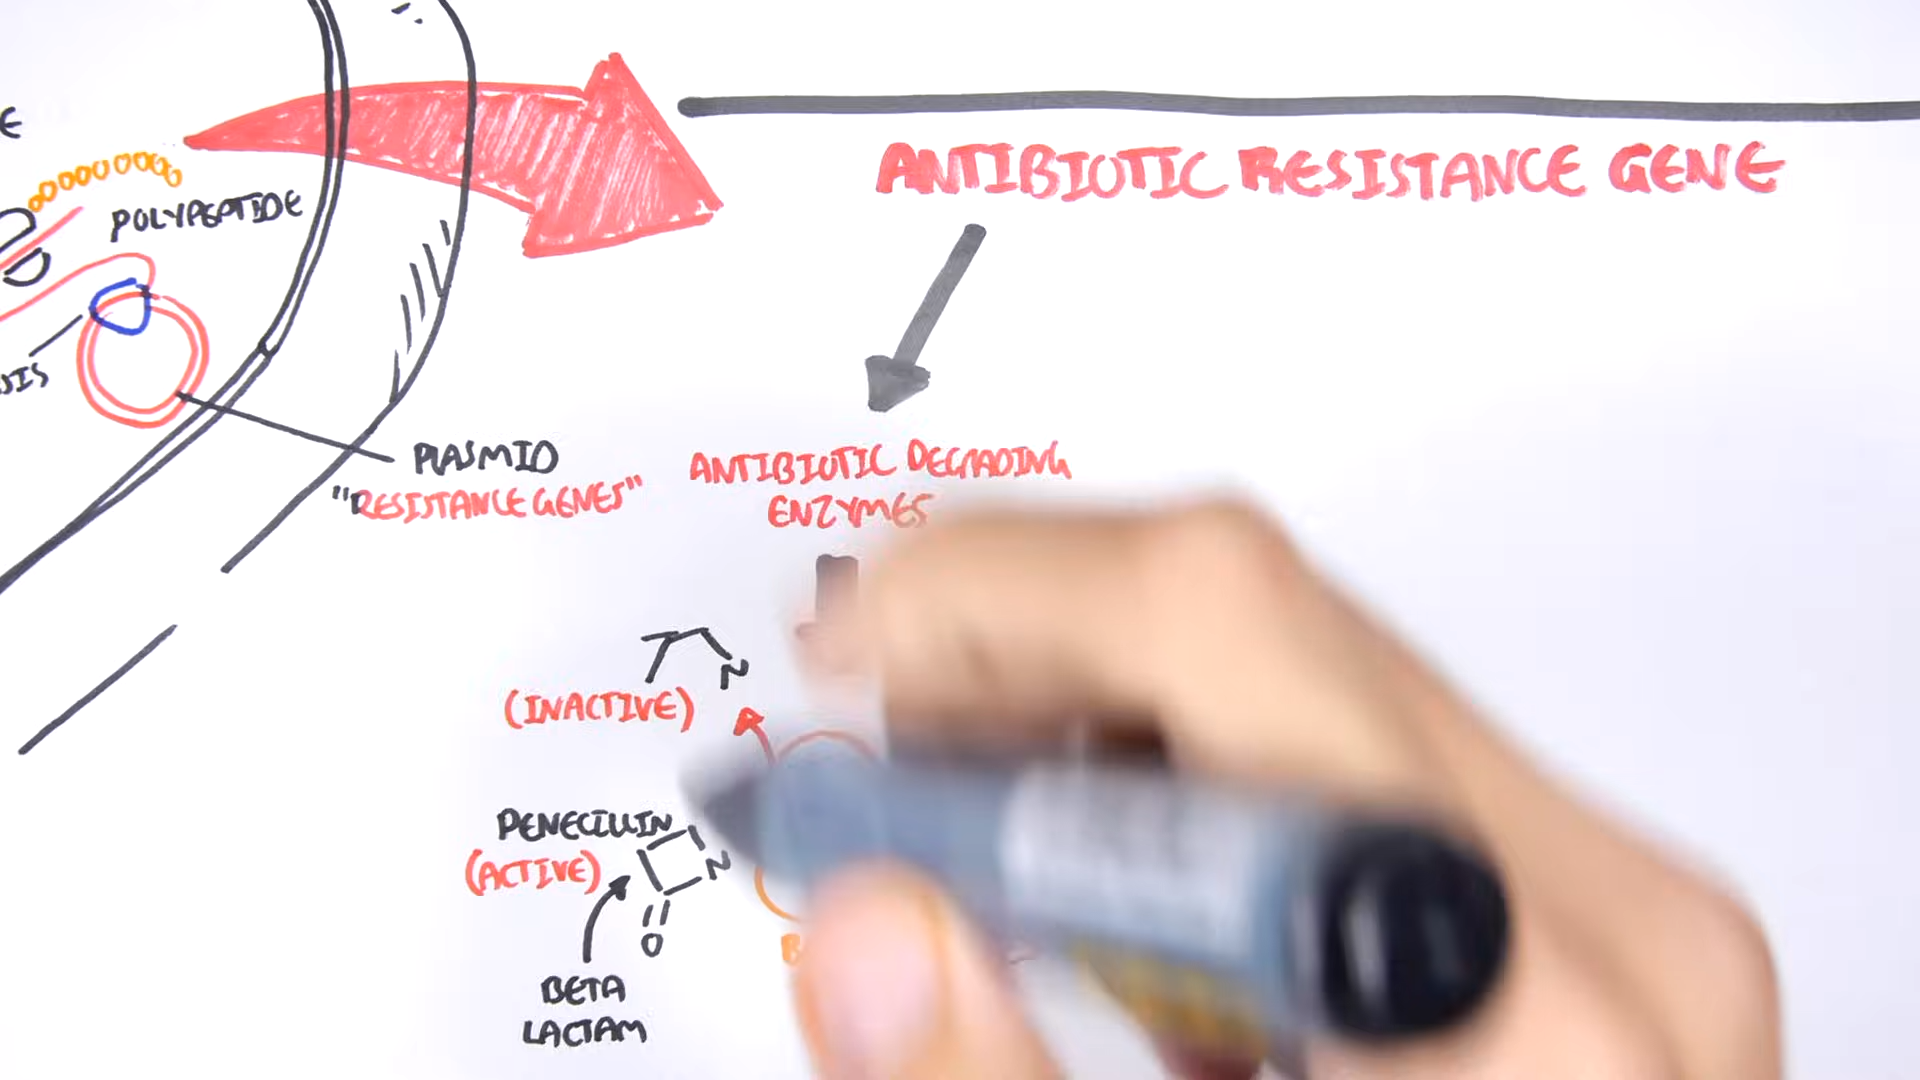 ANTIBIOTIC RESISTANCE GENE
POLYPEPTIDE
PLASMID
"RESISTANCE GENES"
ANTIBIOTIC DEGRADING
ENZYMES
N
(INACTIVE)
PENECILLIN
(ACTIVE)
N
O
BETA
LACTAM